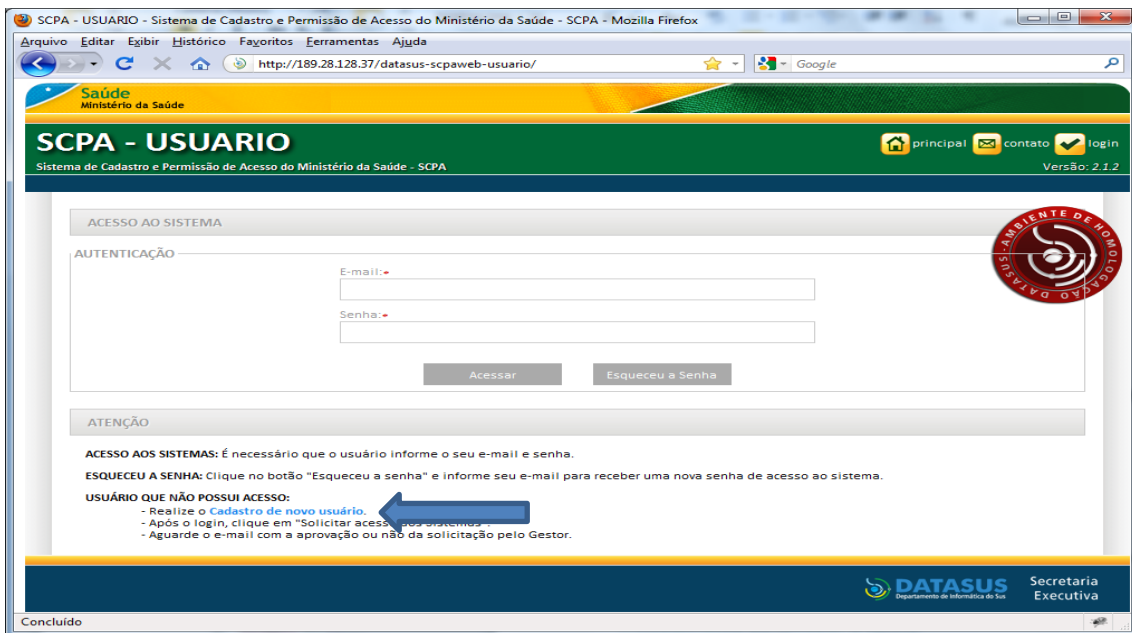 SCPA - USUARIO - Sistema de Cadastro e Permissão de Acesso do Ministério da Saúde - SCPA - Mozilla Firefox
Arquivo Editar Exibir Histórico Favoritos Ferramentas Ajuda
http://189.28.128.37/datasus-scpaweb-usuario/ Google
Saúde
Ministério da Saúde
SCPA - USUARIO
principal contato login
Sistema de Cadastro e Permissão de Acesso do Ministério da Saúde - SCPA
Versão: 2.1.2
ACESSO AO SISTEMA
AMBIENTE DE HOMOLOGAÇÃO DATASUS
AUTENTICAÇÃO
E-mail:
Senha:
Acessar Esqueceu a Senha
ATENÇÃO
ACESSO AOS SISTEMAS: É necessário que o usuário informe o seu e-mail e senha.
ESQUECEU A SENHA: Clique no botão "Esqueceu a senha" e informe seu e-mail para receber uma nova senha de acesso ao sistema.
USUÁRIO QUE NÃO POSSUI ACESSO:
- Realize o Cadastro de novo usuário.
- Após o login, clique em "Solicitar acesso aos sistemas".
- Aguarde o e-mail com a aprovação ou não da solicitação pelo Gestor.
DATASUS
Departamento de Informática do Sus
Secretaria
Executiva
Concluído